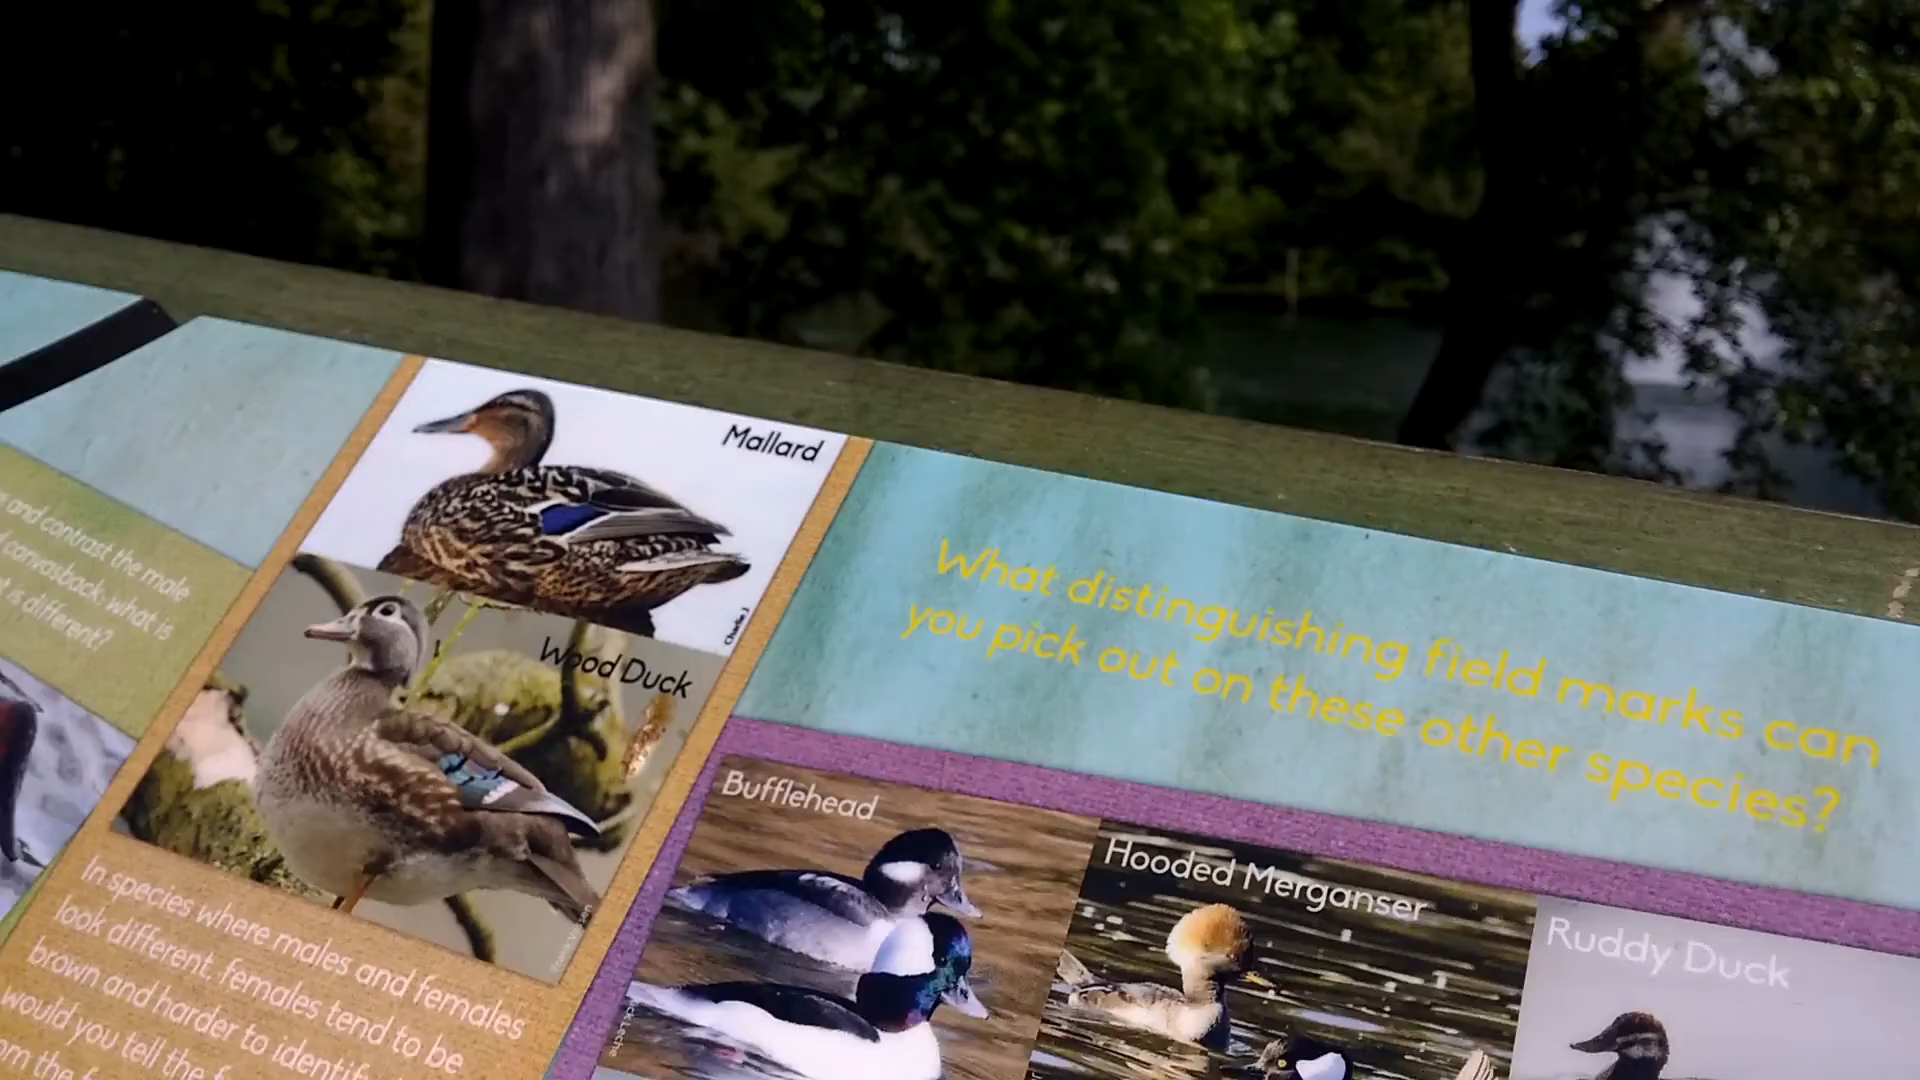 and contrast the male
canvasback: what is
is different?
Mallard
Charlie J
Wood Duck
In species where males and females
look different, females tend to be
brown and harder to identify
would you tell the
the
What distinguishing field marks can
you pick out on these other species?
Bufflehead
Hooded Merganser
Ruddy Duck